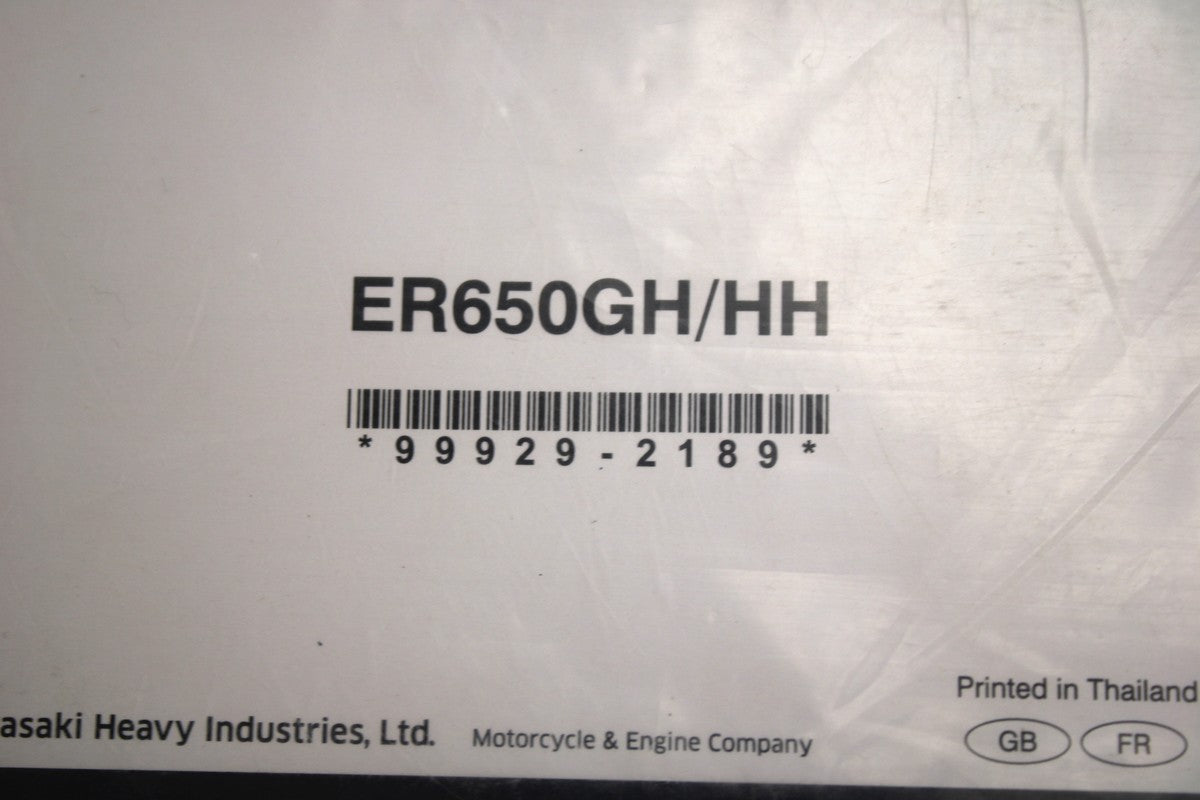 ER650GH/HH
*99929-2189*
Printed in Thailand
asaki Heavy Industries, Ltd. Motorcycle & Engine Company GB FR